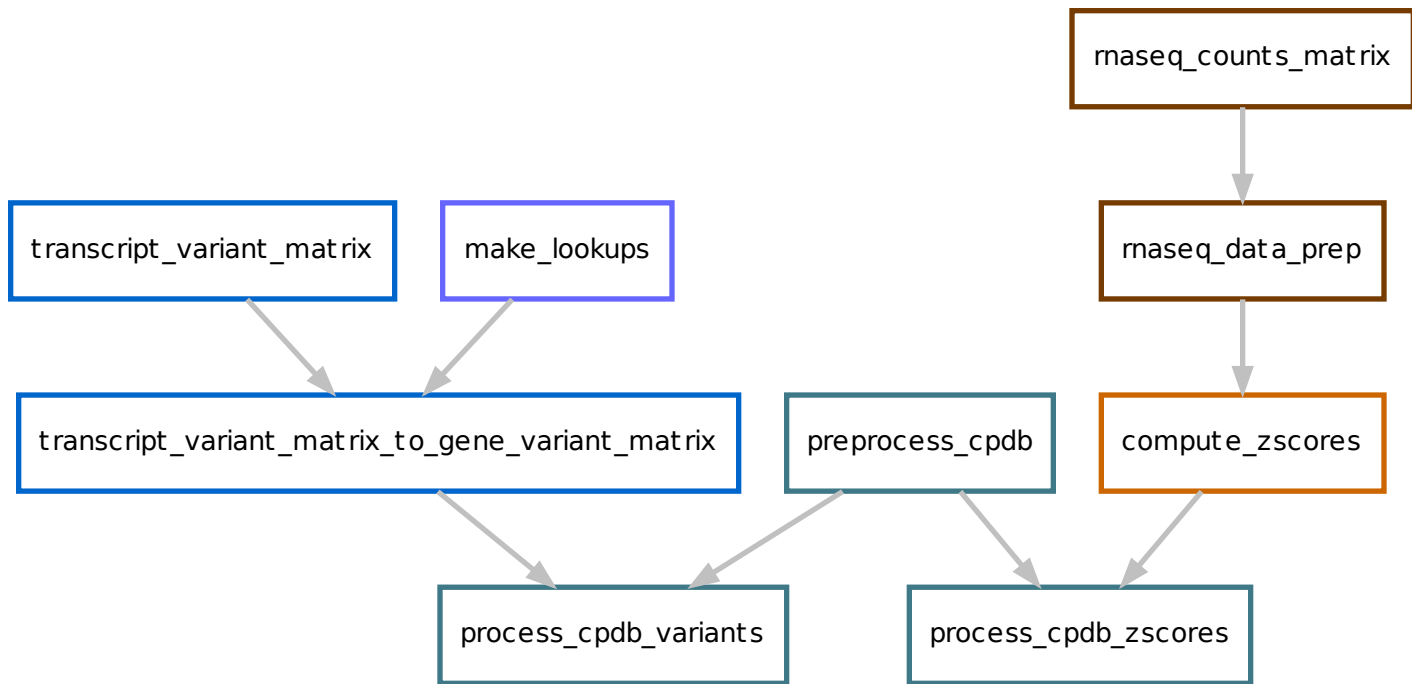 rnaseq_counts_matrix
transcript_variant_matrix
make_lookups
rnaseq_data_prep
transcript_variant_matrix_to_gene_variant_matrix
preprocess_cpdb
compute_zscores
process_cpdb_variants
process_cpdb_zscores